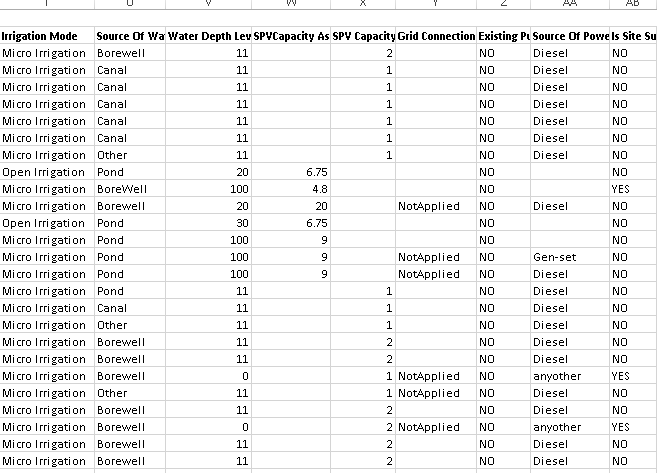 T U V W X Y Z AA AB
Irrigation Mode Source Of Wa Water Depth Lev SPVCapacity As SPV Capacity Grid Connection Existing Pu Source Of Powe Is Site Su
Micro Irrigation Borewell 11 2 NO Diesel NO
Micro Irrigation Canal 11 1 NO Diesel NO
Micro Irrigation Canal 11 1 NO Diesel NO
Micro Irrigation Canal 11 1 NO Diesel NO
Micro Irrigation Canal 11 1 NO Diesel NO
Micro Irrigation Canal 11 1 NO Diesel NO
Micro Irrigation Other 11 1 NO Diesel NO
Open Irrigation Pond 20 6.75 NO NO
Micro Irrigation BoreWell 100 4.8 NO YES
Micro Irrigation Borewell 20 20 NotApplied NO Diesel NO
Open Irrigation Pond 30 6.75 NO NO
Micro Irrigation Pond 100 9 NO NO
Micro Irrigation Pond 100 9 NotApplied NO Gen-set NO
Micro Irrigation Pond 100 9 NotApplied NO Diesel NO
Micro Irrigation Pond 11 1 NO Diesel NO
Micro Irrigation Canal 11 1 NO Diesel NO
Micro Irrigation Other 11 1 NO Diesel NO
Micro Irrigation Borewell 11 2 NO Diesel NO
Micro Irrigation Borewell 11 2 NO Diesel NO
Micro Irrigation Borewell 0 1 NotApplied NO anyother YES
Micro Irrigation Other 11 1 NotApplied NO Diesel NO
Micro Irrigation Borewell 11 2 NO Diesel NO
Micro Irrigation Borewell 0 2 NotApplied NO anyother YES
Micro Irrigation Borewell 11 2 NO Diesel NO
Micro Irrigation Borewell 11 2 NO Diesel NO